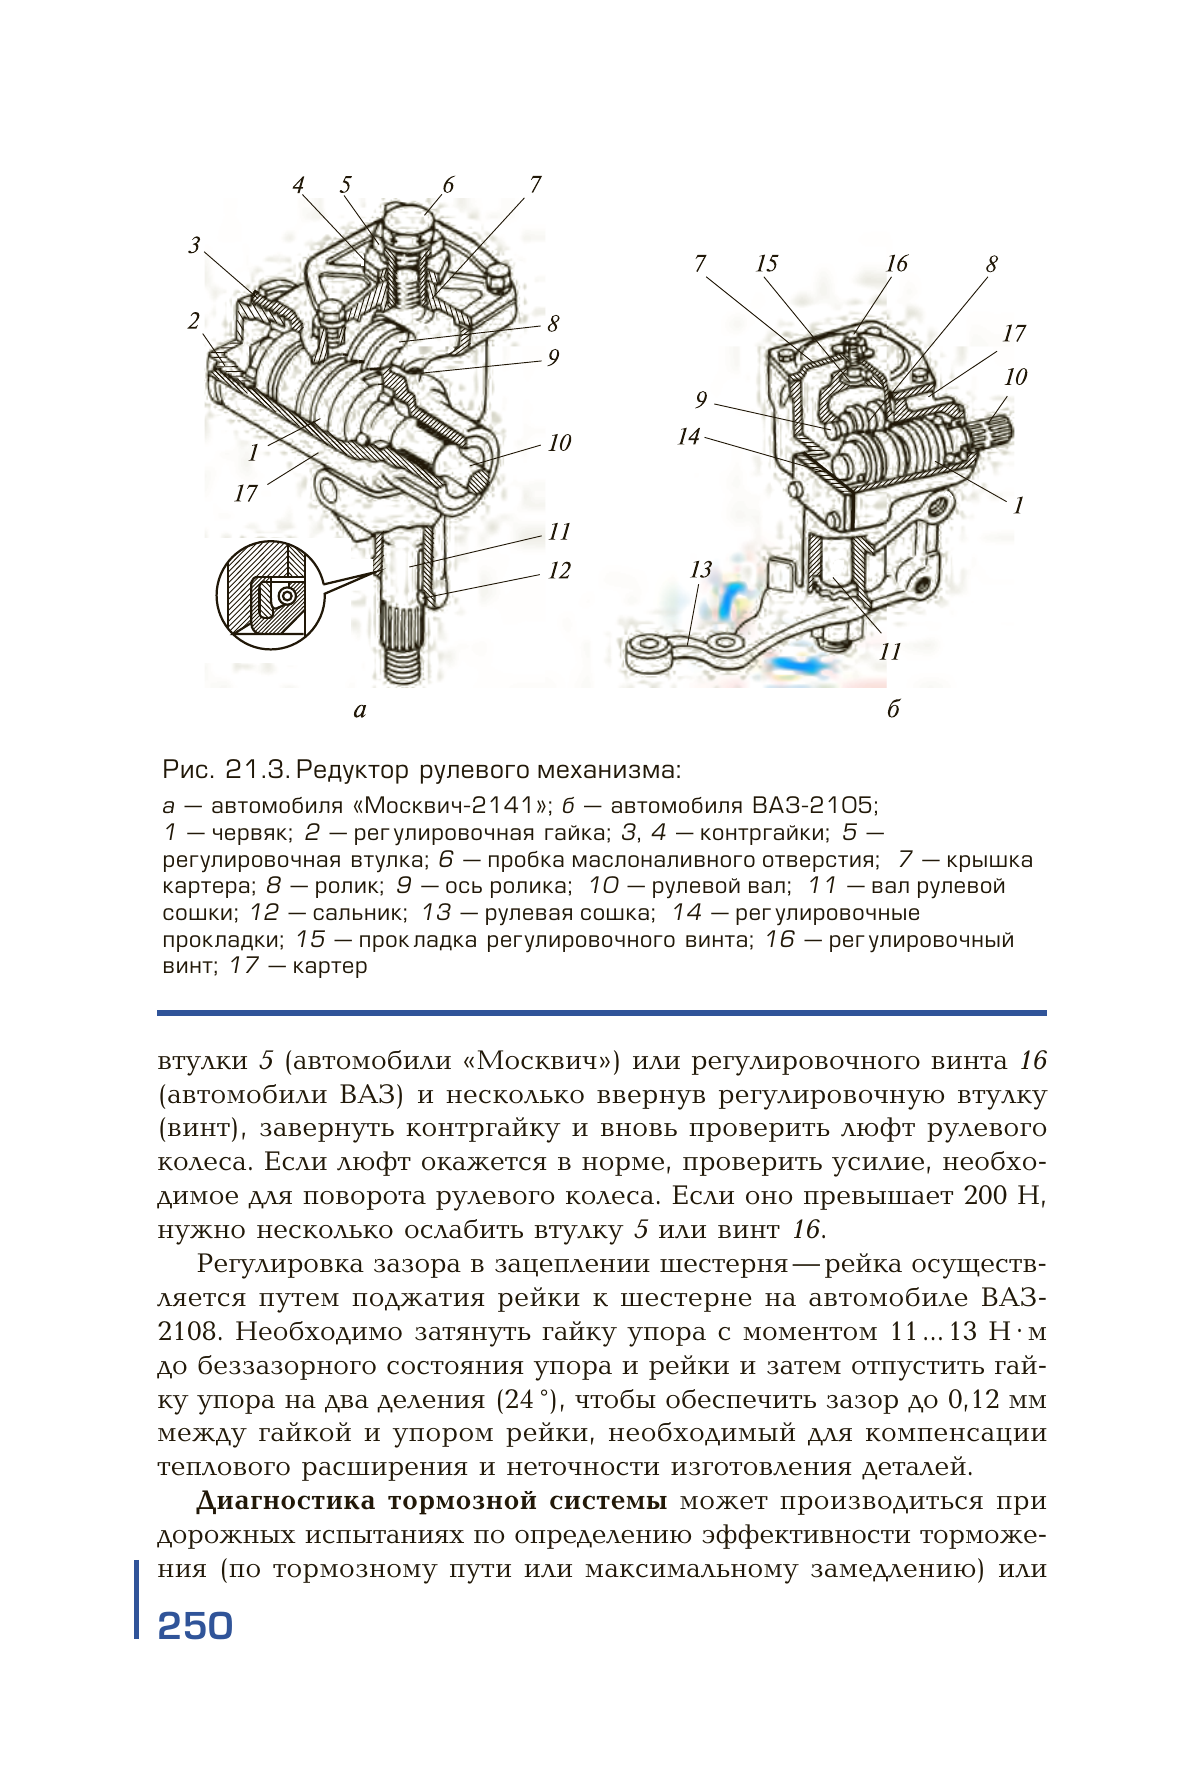 4 5 6 7
3
7 15 16 8
2
8
17
9
10
9
14
1
10
17
1
11
12
13
11
а б
Рис. 21.3. Редуктор рулевого механизма:
а — автомобиля «Москвич-2141»; б — автомобиля ВАЗ-2105;
1 — червяк; 2 — регулировочная гайка; 3, 4 — контргайки; 5 —
регулировочная втулка; 6 — пробка маслоналивного отверстия; 7 — крышка
картера; 8 — ролик; 9 — ось ролика; 10 — рулевой вал; 11 — вал рулевой
сошки; 12 — сальник; 13 — рулевая сошка; 14 — регулировочные
прокладки; 15 — прокладка регулировочного винта; 16 — регулировочный
винт; 17 — картер
втулки 5 (автомобили «Москвич») или регулировочного винта 16
(автомобили ВАЗ) и несколько ввернув регулировочную втулку
(винт), завернуть контргайку и вновь проверить люфт рулевого
колеса. Если люфт окажется в норме, проверить усилие, необхо-
димое для поворота рулевого колеса. Если оно превышает 200 Н,
нужно несколько ослабить втулку 5 или винт 16.
Регулировка зазора в зацеплении шестерня — рейка осуществ-
ляется путем поджатия рейки к шестерне на автомобиле ВАЗ-
2108. Необходимо затянуть гайку упора с моментом 11 ... 13 Н · м
до беззазорного состояния упора и рейки и затем отпустить гай-
ку упора на два деления (24 °), чтобы обеспечить зазор до 0,12 мм
между гайкой и упором рейки, необходимый для компенсации
теплового расширения и неточности изготовления деталей.
Диагностика тормозной системы может производиться при
дорожных испытаниях по определению эффективности торможе-
ния (по тормозному пути или максимальному замедлению) или
250